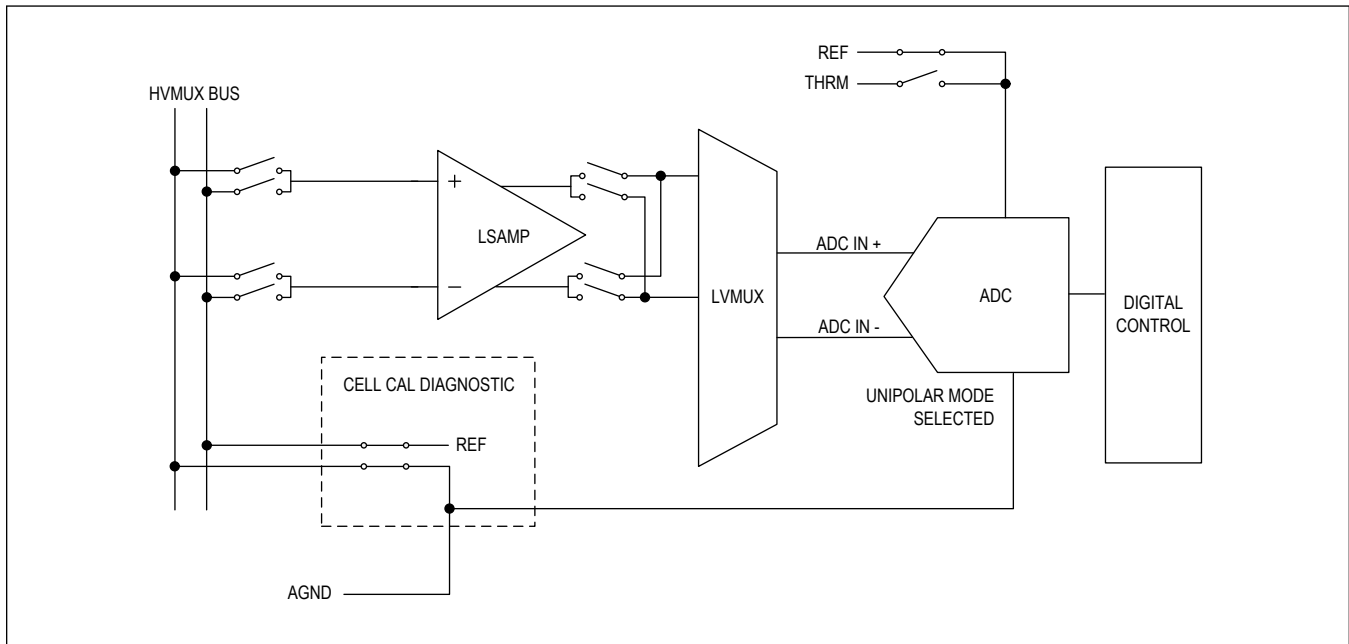 REF
THRM
HVMUX BUS
+
LSAMP
−
LVMUX
ADC IN +
ADC IN -
ADC
DIGITAL
CONTROL
UNIPOLAR MODE
SELECTED
CELL CAL DIAGNOSTIC
REF
AGND